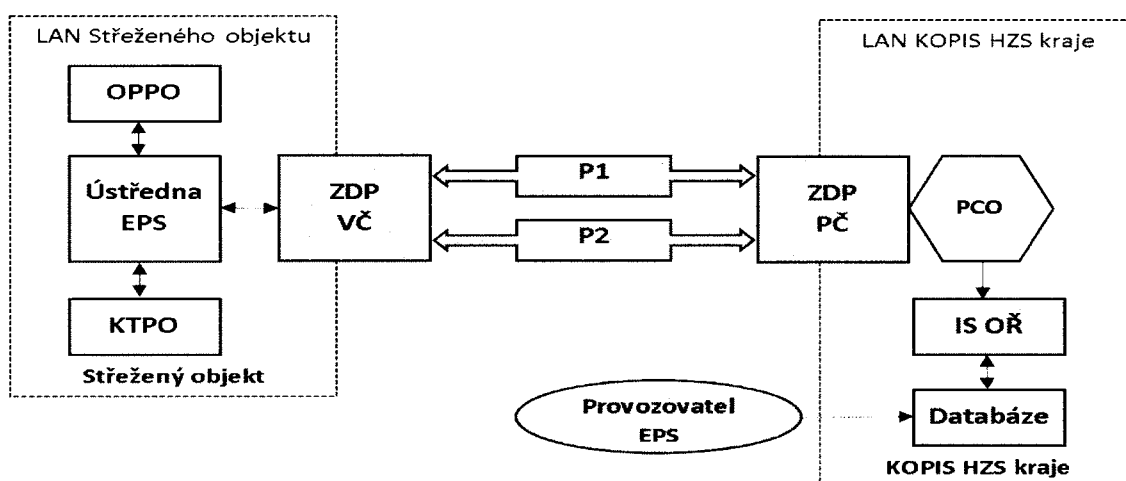 LAN Střeženého objektu
OPPO
Ústředna
EPS
KTPO
Střežený objekt
ZDP
VČ
P1
P2
LAN KOPIS HZS kraje
ZDP
PČ
PCO
IS OŘ
Databáze
KOPIS HZS kraje
Provozovatel
EPS